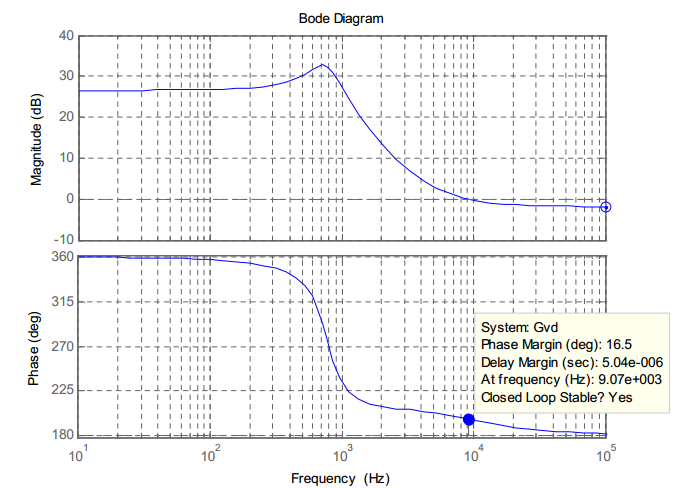 Bode Diagram
Magnitude (dB)
40
30
20
10
0
-10
Phase (deg)
360
315
270
225
180
System: Gvd
Phase Margin (deg): 16.5
Delay Margin (sec): 5.04e-006
At frequency (Hz): 9.07e+003
Closed Loop Stable? Yes
10^1 10^2 10^3 10^4 10^5
Frequency (Hz)